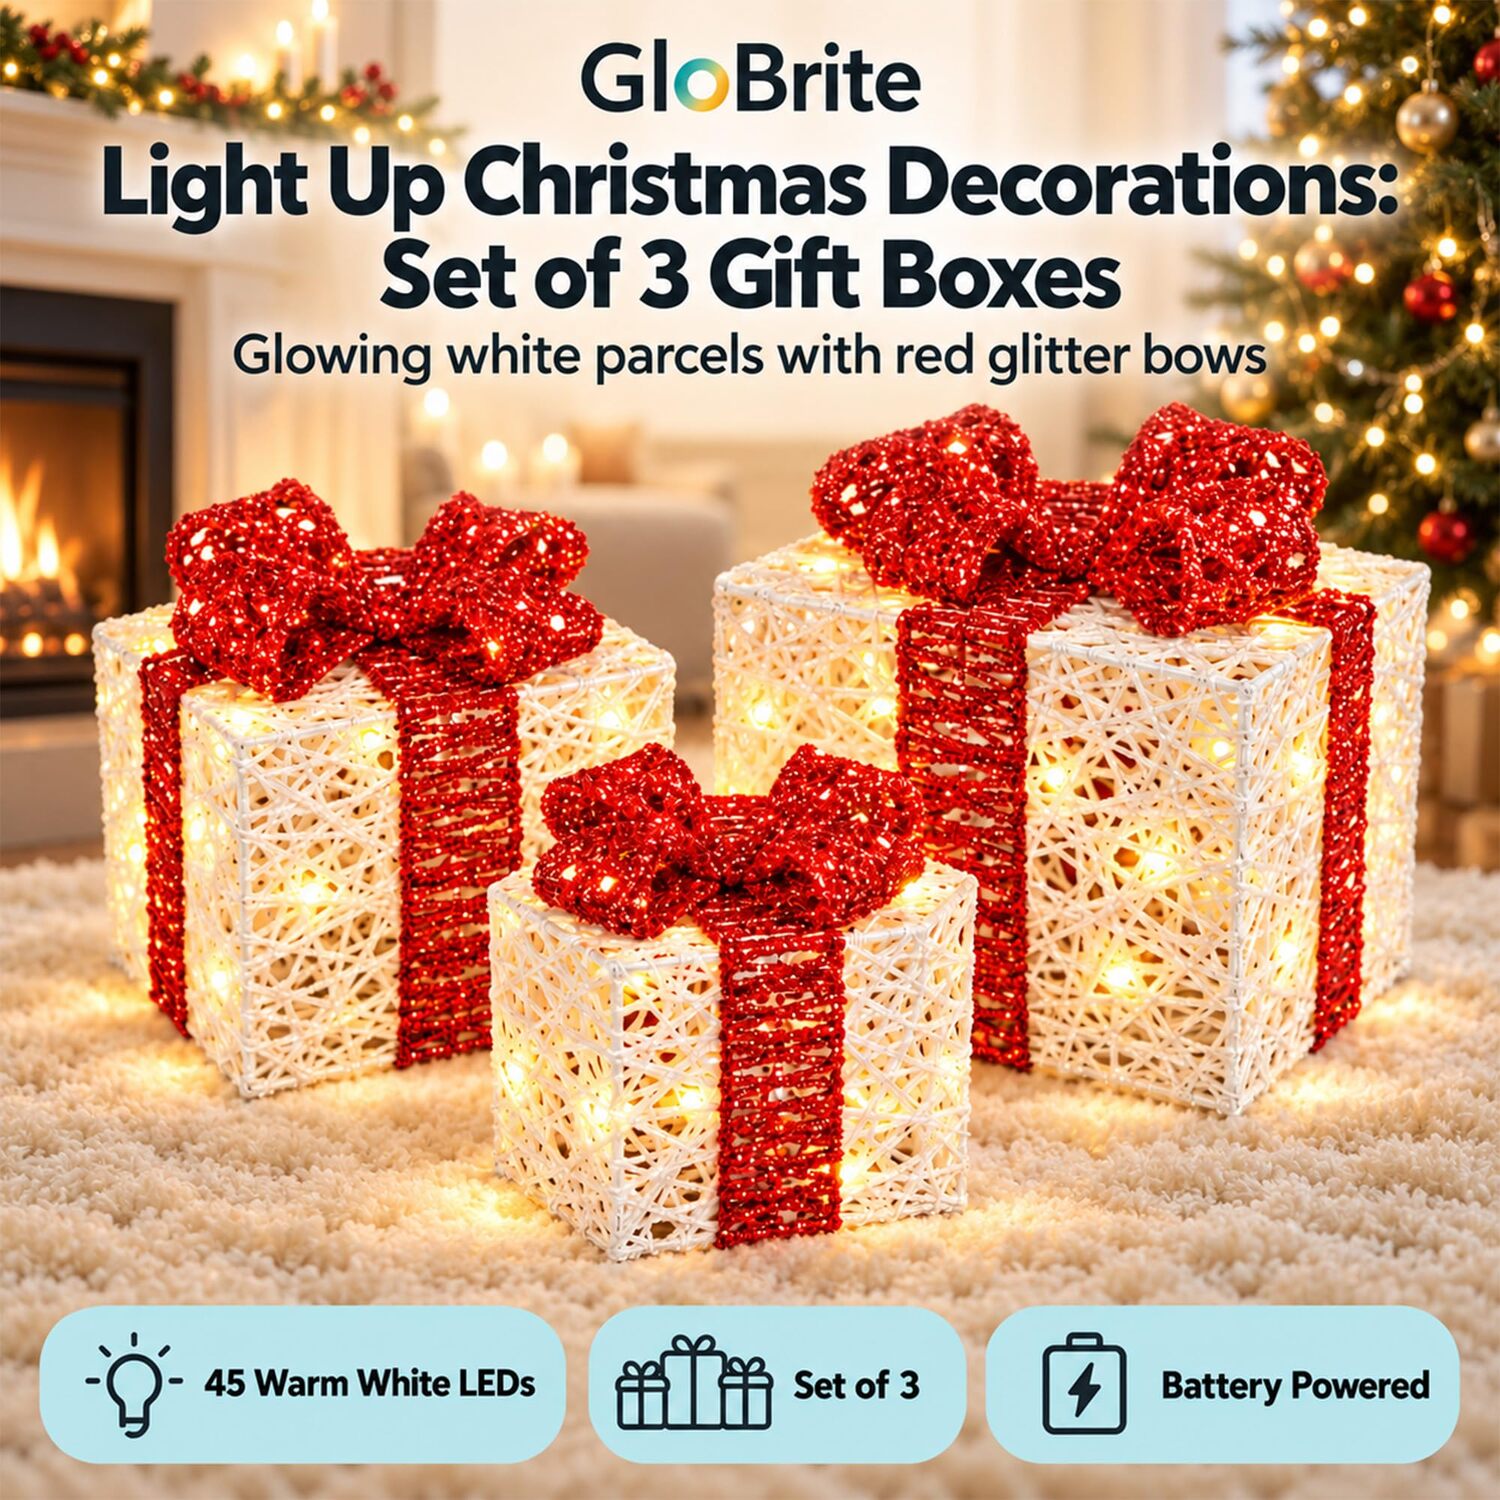 GloBrite
Light Up Christmas Decorations:
Set of 3 Gift Boxes
Glowing white parcels with red glitter bows
45 Warm White LEDs
Set of 3
Battery Powered